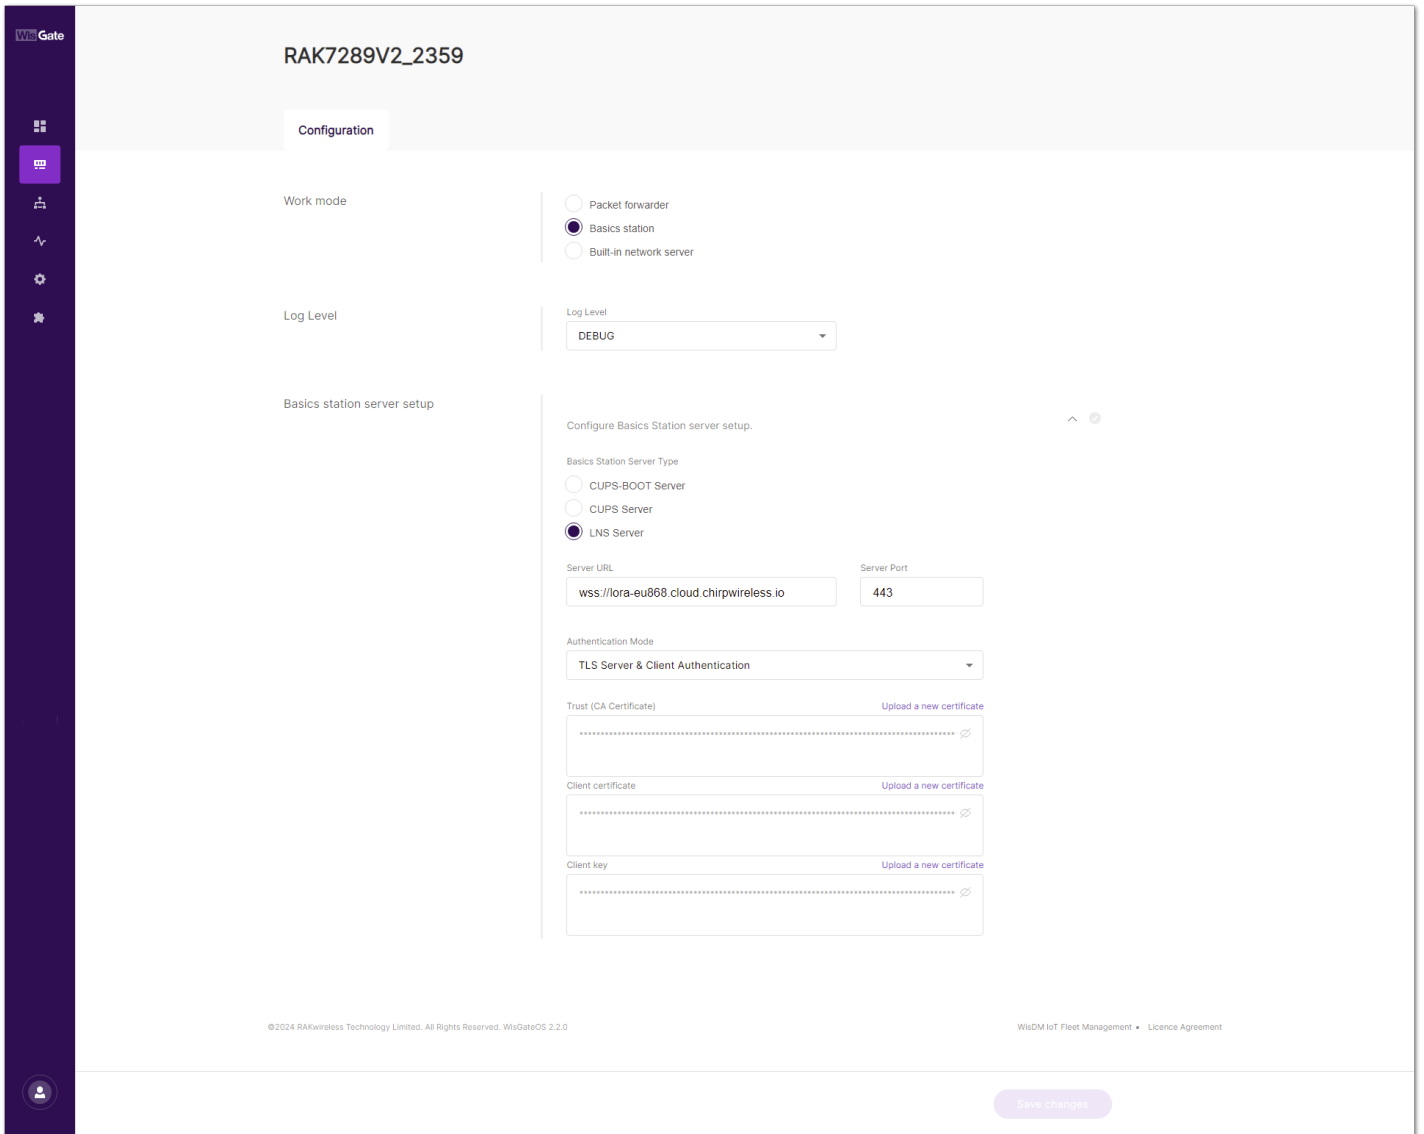 WisGate
RAK7289V2_2359
Configuration
Work mode
Packet forwarder
Basics station
Built-in network server
Log Level
Log Level
DEBUG
Basics station server setup
Configure Basics Station server setup.
Basics Station Server Type
CUPS-BOOT Server
CUPS Server
LNS Server
Server URL
Server Port
wss://lora-eu868.cloud.chirpwireless.io
443
Authentication Mode
TLS Server & Client Authentication
Trust (CA Certificate)
Upload a new certificate
Client certificate
Upload a new certificate
Client key
Upload a new certificate
©2024 RAKwireless Technology Limited. All Rights Reserved. WisGateOS 2.2.0
WisDM IoT Fleet Management • Licence Agreement
Save changes